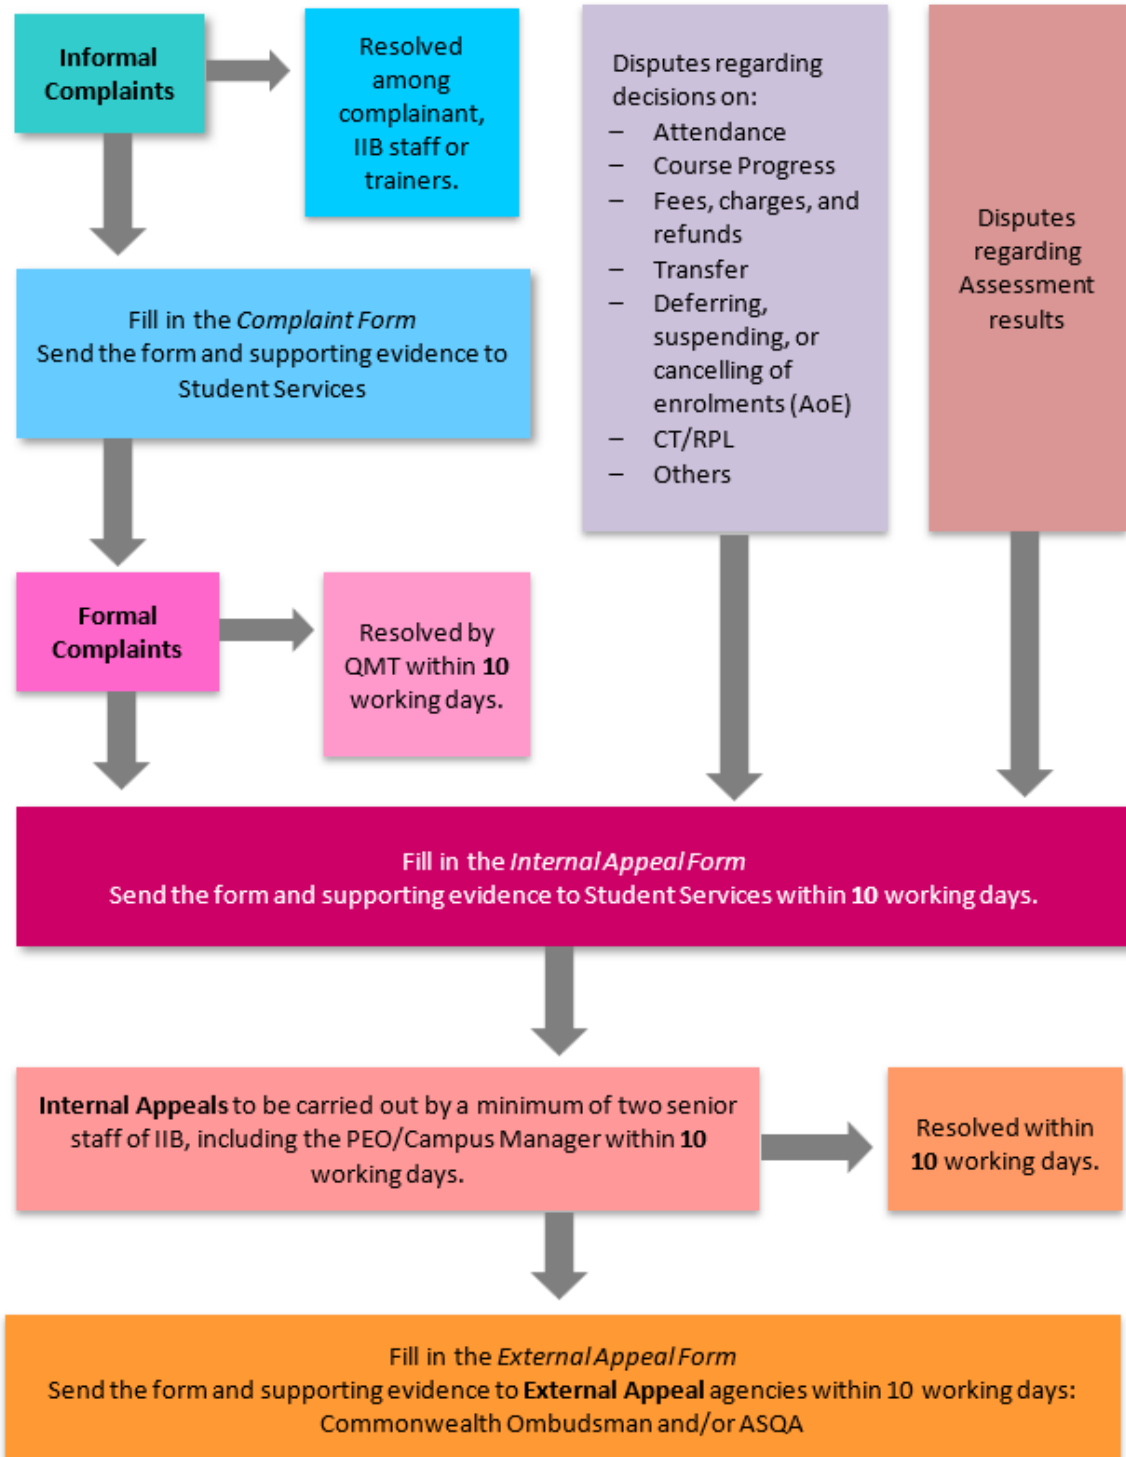 Informal
Complaints
Resolved
among
complainant,
IIB staff or
trainers.
Fill in the Complaint Form
Send the form and supporting evidence to
Student Services
Formal
Complaints
Resolved by
QMT within 10
working days.
Disputes regarding
decisions on:
– Attendance
– Course Progress
– Fees, charges, and
refunds
– Transfer
– Deferring,
suspending, or
cancelling of
enrolments (AoE)
– CT/RPL
– Others
Disputes
regarding
Assessment
results
Fill in the Internal Appeal Form
Send the form and supporting evidence to Student Services within 10 working days.
Internal Appeals to be carried out by a minimum of two senior
staff of IIB, including the PEO/Campus Manager within 10
working days.
Resolved within
10 working days.
Fill in the External Appeal Form
Send the form and supporting evidence to External Appeal agencies within 10 working days:
Commonwealth Ombudsman and/or ASQA